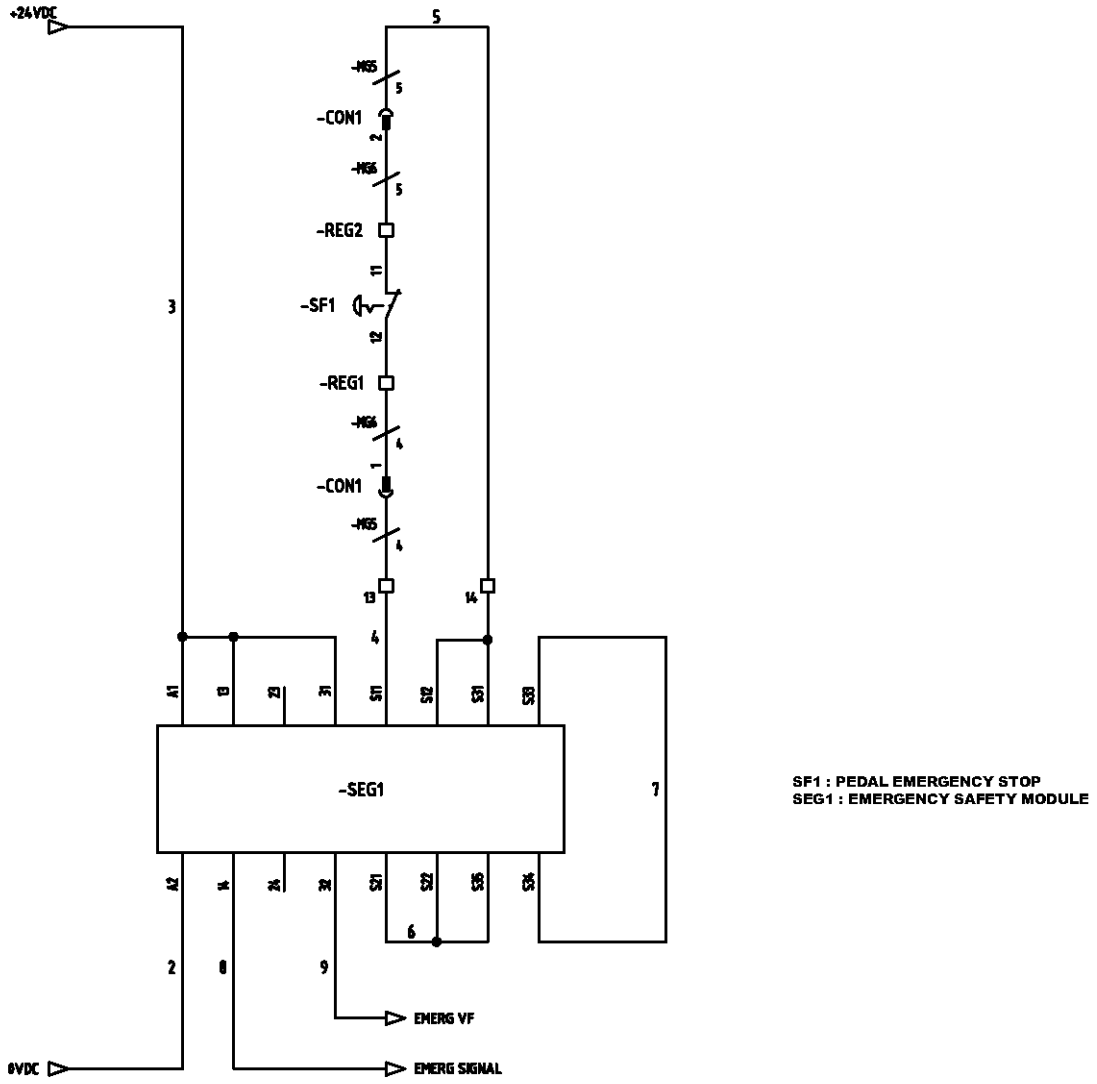 +24VDC
5
-MG5
5
-CON1
2
-MG6
5
-REG2
11
3
-SF1
12
-REG1
-MG6
4
1
-CON1
-MG5
4
13
14
4
A1
13
23
31
S11
S12
S31
S33
-SEG1
7
SF1 : PEDAL EMERGENCY STOP
SEG1 : EMERGENCY SAFETY MODULE
A2
14
24
32
S21
S22
S35
S34
6
2
8
9
EMERG VF
0VDC
EMERG SIGNAL